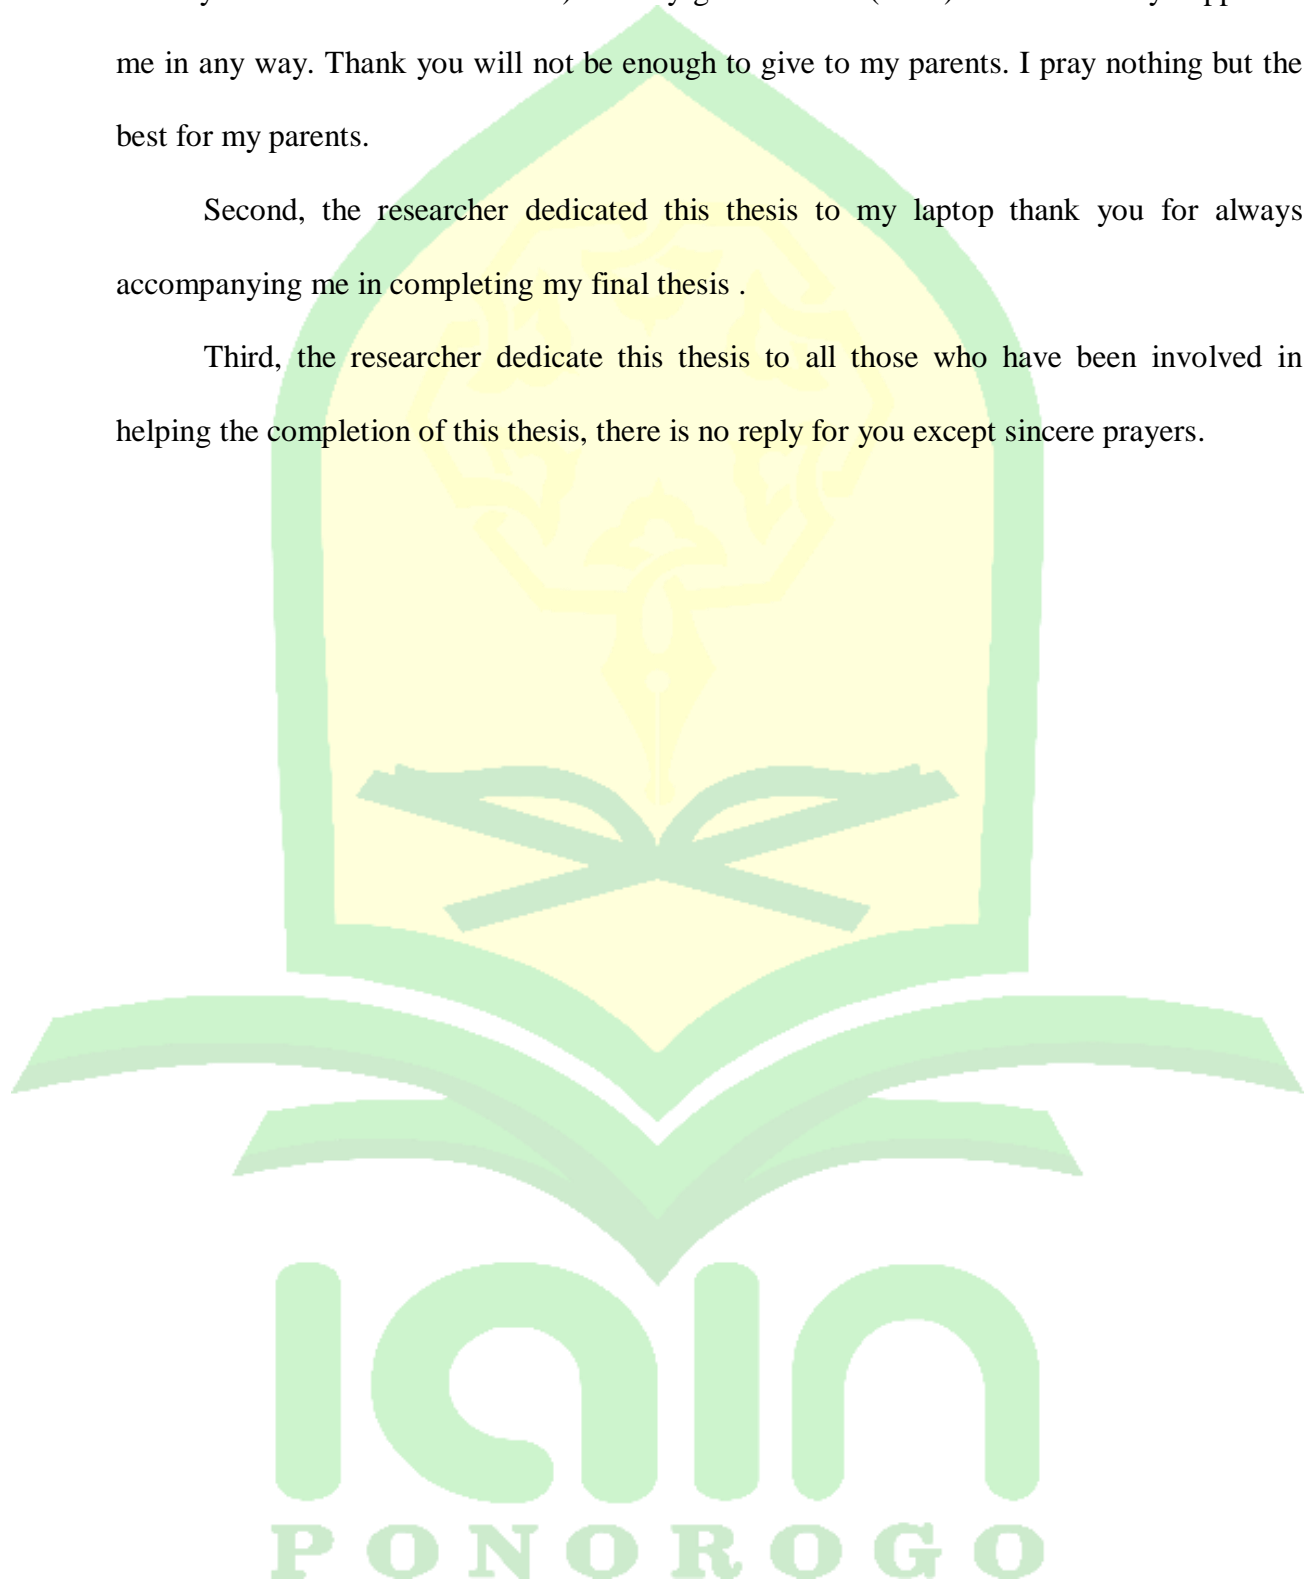 me in any way. Thank you will not be enough to give to my parents. I pray nothing but the
best for my parents.
Second, the researcher dedicated this thesis to my laptop thank you for always
accompanying me in completing my final thesis .
Third, the researcher dedicate this thesis to all those who have been involved in
helping the completion of this thesis, there is no reply for you except sincere prayers.
iain
PONOROGO